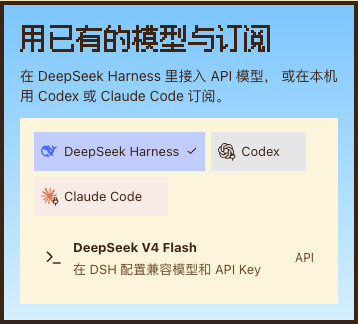 用已有的模型与订阅
在 DeepSeek Harness 里接入 API 模型， 或在本机
用 Codex 或 Claude Code 订阅。
DeepSeek Harness
Codex
Claude Code
DeepSeek V4 Flash
API
在 DSH 配置兼容模型和 API Key